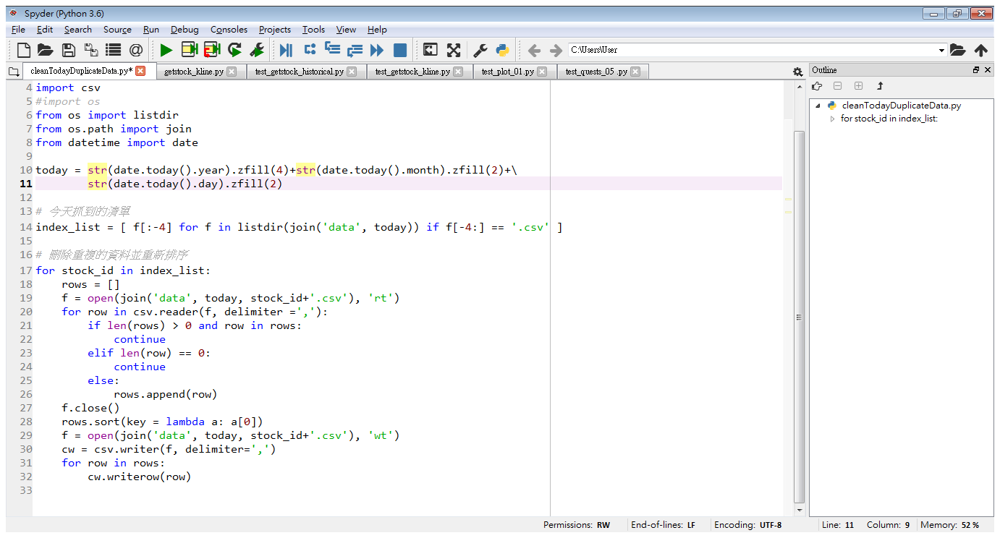 Spyder (Python 3.6)
File Edit Search Source Run Debug Consoles Projects Tools View Help
C:\Users\User
cleanTodayDuplicateData.py* getstock_kline.py test_getstock_historical.py test_getstock_kline.py test_plot_01.py test_quests_05 .py
Outline
cleanTodayDuplicateData.py
for stock_id in index_list:
4 import csv
5 #import os
6 from os import listdir
7 from os.path import join
8 from datetime import date
9
10 today = str(date.today().year).zfill(4)+str(date.today().month).zfill(2)+\
11         str(date.today().day).zfill(2)
12
13 # 今天抓到的清單
14 index_list = [ f[:-4] for f in listdir(join('data', today)) if f[-4:] == '.csv' ]
15
16 # 刪除重複的資料並重新排序
17 for stock_id in index_list:
18     rows = []
19     f = open(join('data', today, stock_id+'.csv'), 'rt')
20     for row in csv.reader(f, delimiter =','):
21         if len(rows) > 0 and row in rows:
22             continue
23         elif len(row) == 0:
24             continue
25         else:
26             rows.append(row)
27     f.close()
28     rows.sort(key = lambda a: a[0])
29     f = open(join('data', today, stock_id+'.csv'), 'wt')
30     cw = csv.writer(f, delimiter=',')
31     for row in rows:
32         cw.writerow(row)
33
Permissions: RW End-of-lines: LF Encoding: UTF-8 Line: 11 Column: 9 Memory: 52 %